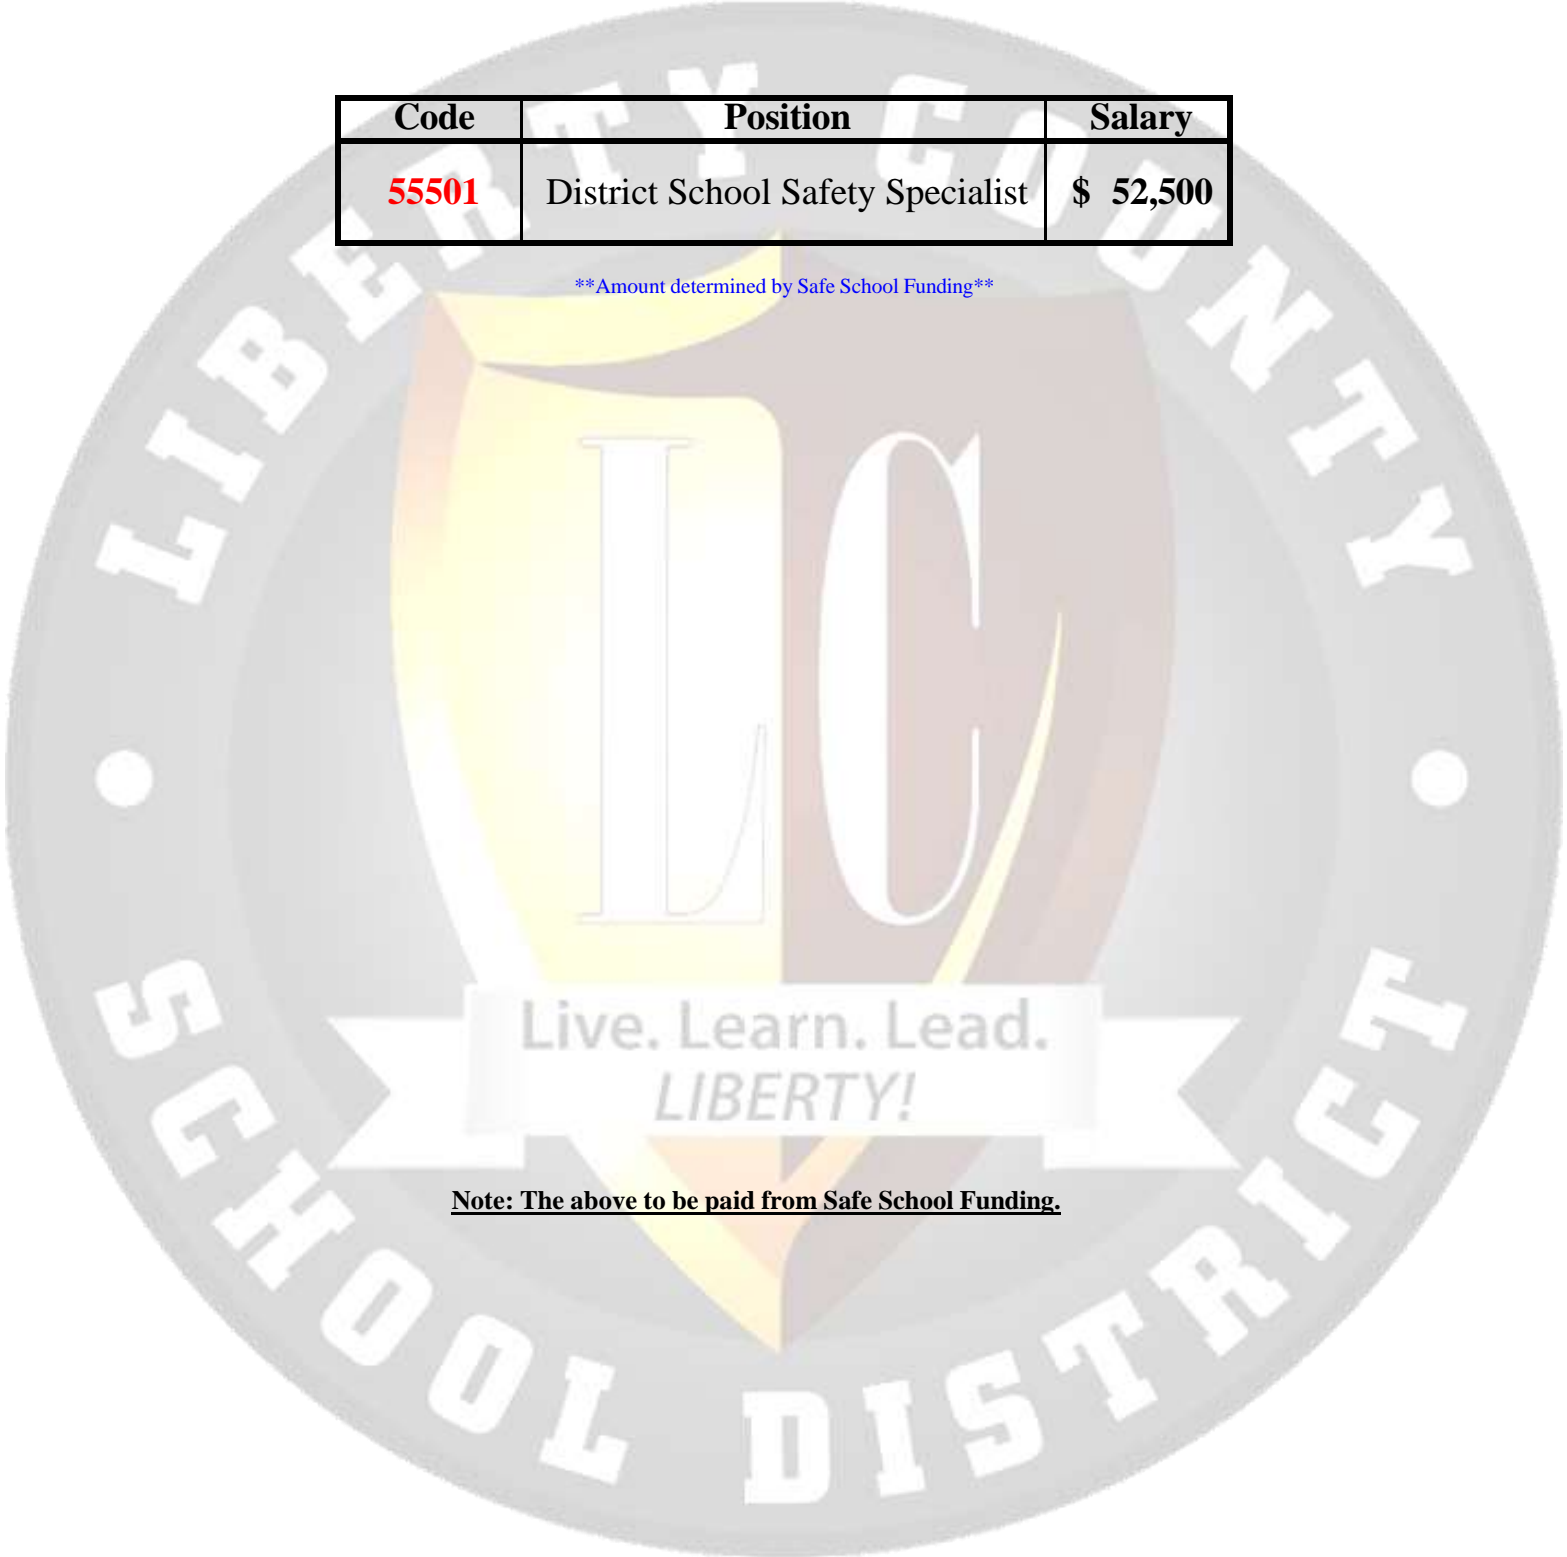 Code Position Salary
55501 District School Safety Specialist $ 52,500
**Amount determined by Safe School Funding**
LIBERTY COUNTY
LC
Live. Learn. Lead.
LIBERTY!
Note: The above to be paid from Safe School Funding.
SCHOOL DISTRICT